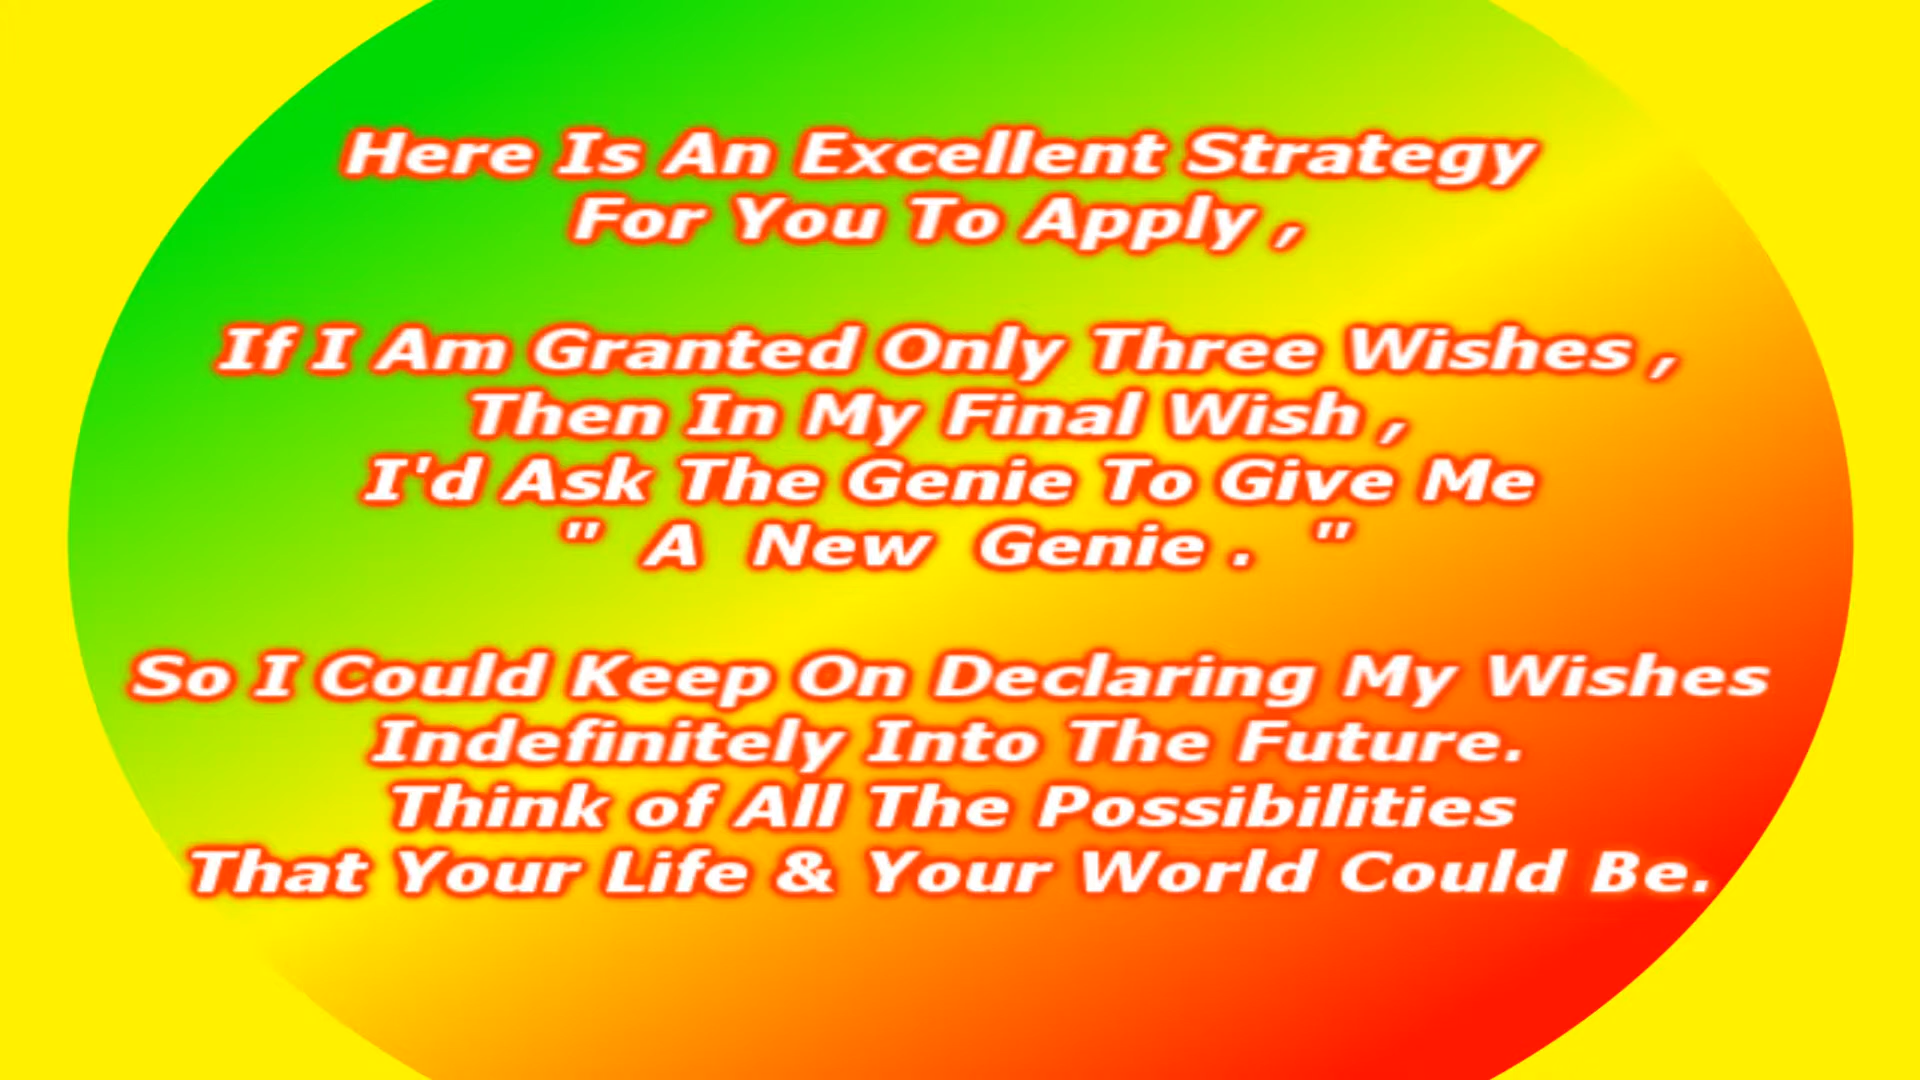 Here Is An Excellent Strategy
For You To Apply ,
If I Am Granted Only Three Wishes ,
Then In My Final Wish ,
I'd Ask The Genie To Give Me
" A New Genie . "
So I Could Keep On Declaring My Wishes
Indefinitely Into The Future.
Think of All The Possibilities
That Your Life & Your World Could Be.